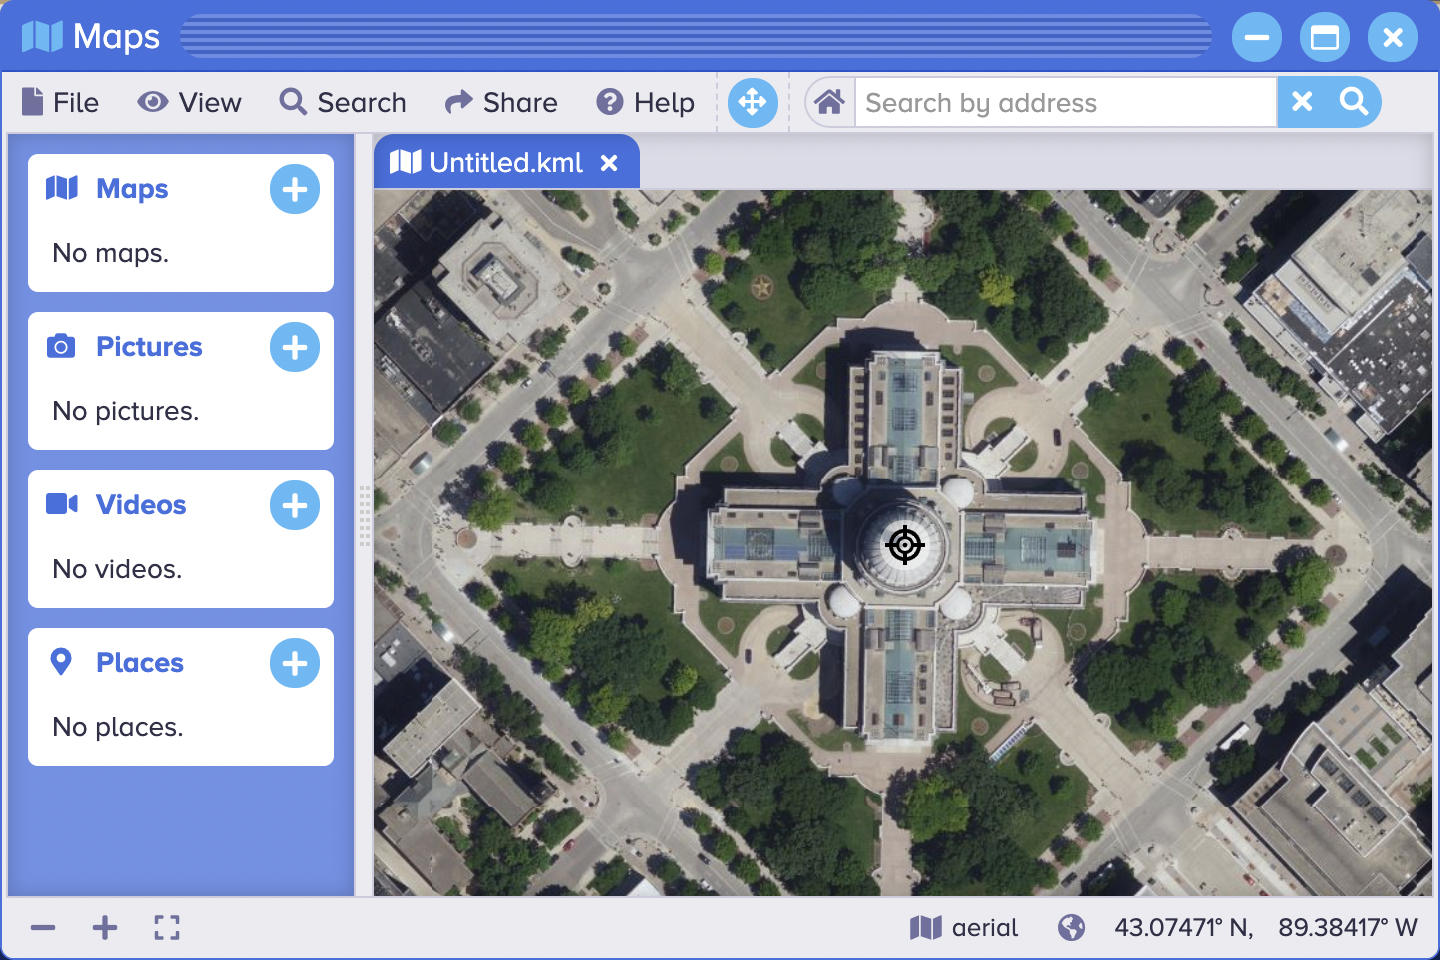 Maps
File View Search Share Help Search by address
Untitled.kml
Maps
No maps.
Pictures
No pictures.
Videos
No videos.
Places
No places.
aerial 43.07471° N, 89.38417° W